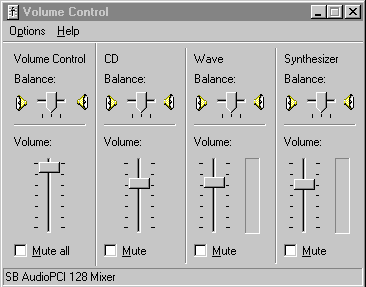 Volume Control
Options Help
Volume Control CD Wave Synthesizer
Balance: Balance: Balance: Balance:
Volume: Volume: Volume: Volume:
Mute all Mute Mute Mute
SB AudioPCI 128 Mixer